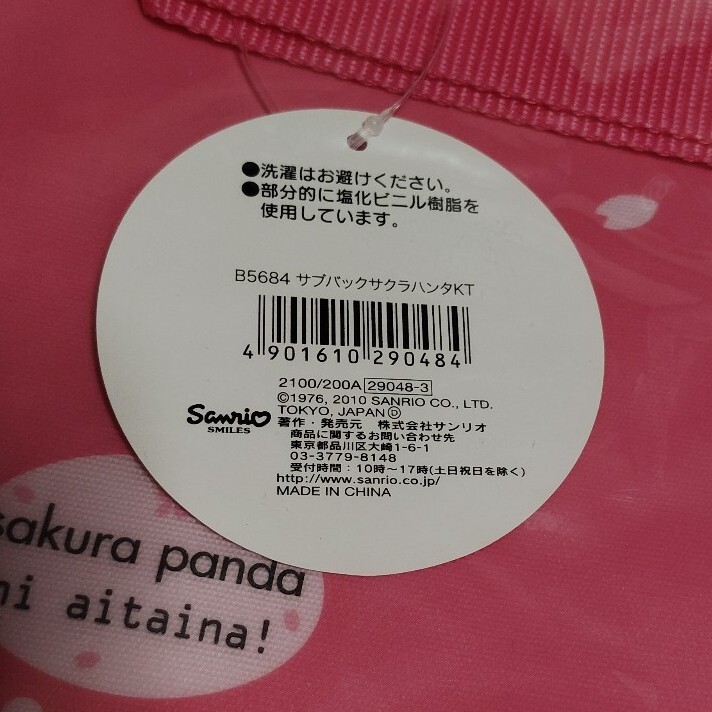 ●洗濯はお避けください。
●部分的に塩化ビニル樹脂を
使用しています。
B5684 サブバックサクラハンタKT
4 901610 290484
2100/200A 29048-3
©1976, 2010 SANRIO CO., LTD.
TOKYO, JAPAN Ⓓ
Sanrio
SMILES
著作・発売元 株式会社サンリオ
商品に関するお問い合わせ先
東京都品川区大崎1-6-1
03-3779-8148
受付時間：10時〜17時(土日祝日を除く)
http://www.sanrio.co.jp/
MADE IN CHINA
sakura panda
ni aitaina!